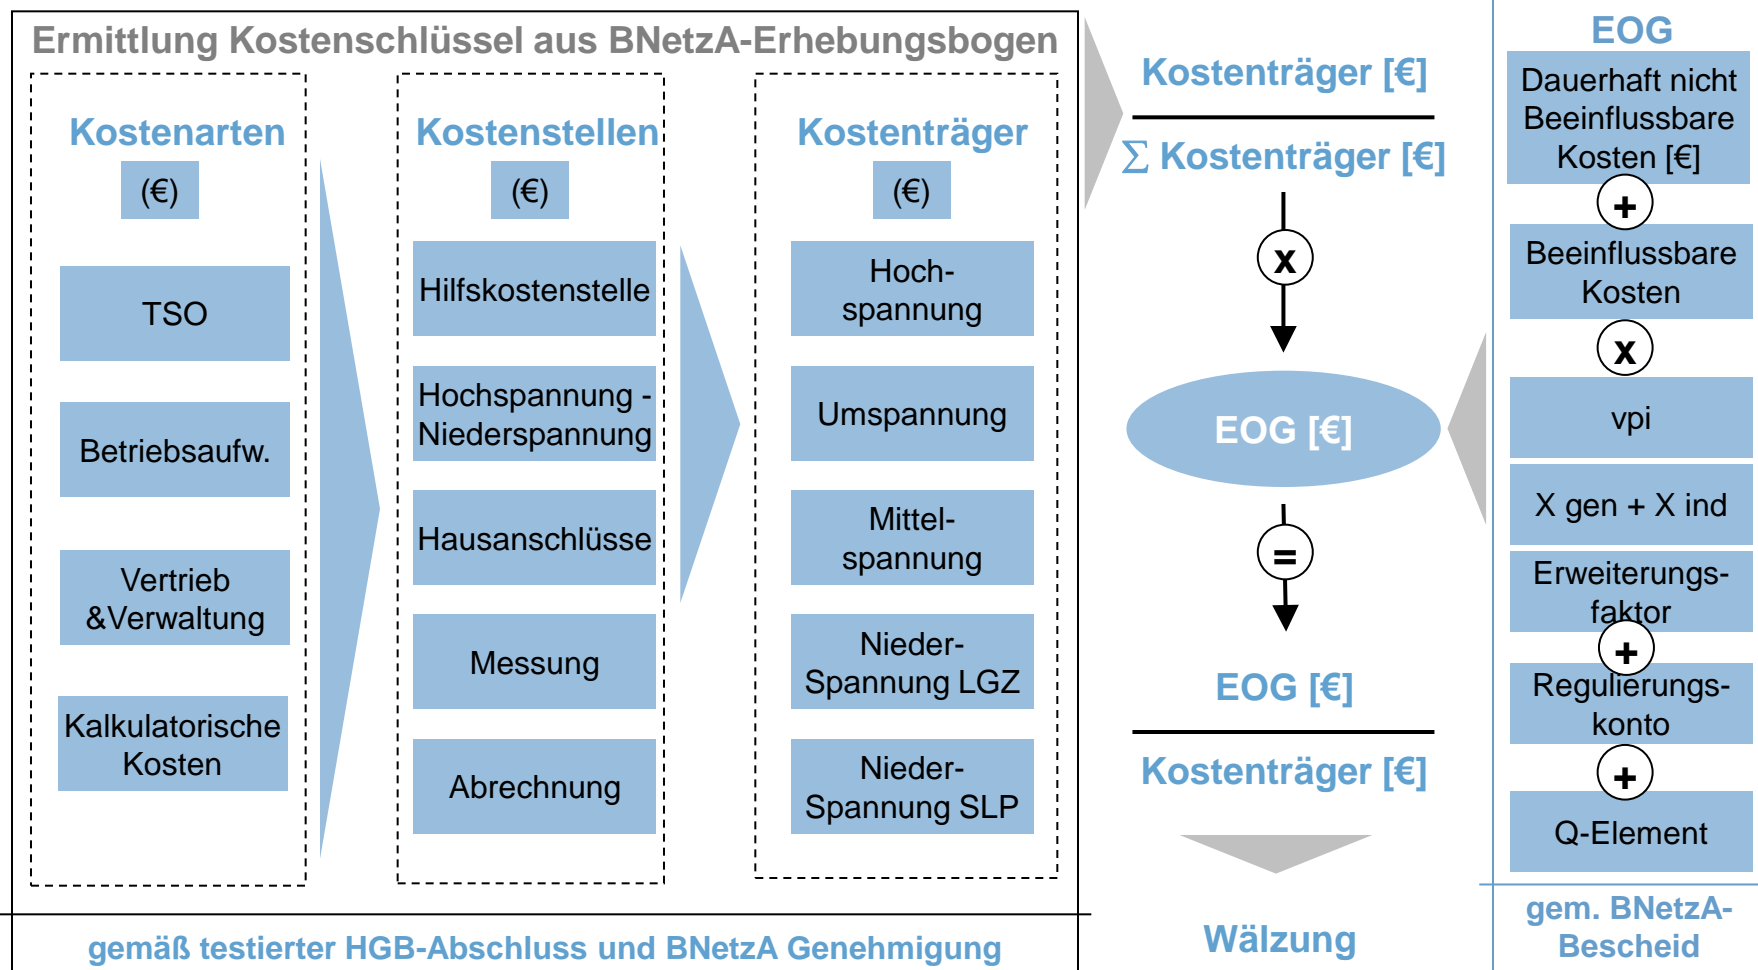 Ermittlung Kostenschlüssel aus BNetzA-Erhebungsbogen
Kostenarten
(€)
TSO
Betriebsaufw.
Vertrieb
&Verwaltung
Kalkulatorische
Kosten
Kostenstellen
(€)
Hilfskostenstelle
Hochspannung -
Niederspannung
Hausanschlüsse
Messung
Abrechnung
Kostenträger
(€)
Hoch-
spannung
Umspannung
Mittel-
spannung
Nieder-
Spannung LGZ
Nieder-
Spannung SLP
gemäß testierter HGB-Abschluss und BNetzA Genehmigung
Kostenträger [€]
∑ Kostenträger [€]
x
EOG [€]
=
EOG [€]
Kostenträger [€]
Wälzung
EOG
Dauerhaft nicht
Beeinflussbare
Kosten [€]
+
Beeinflussbare
Kosten
x
vpi
X gen + X ind
Erweiterungs-
faktor
+
Regulierungs-
konto
+
Q-Element
gem. BNetzA-
Bescheid